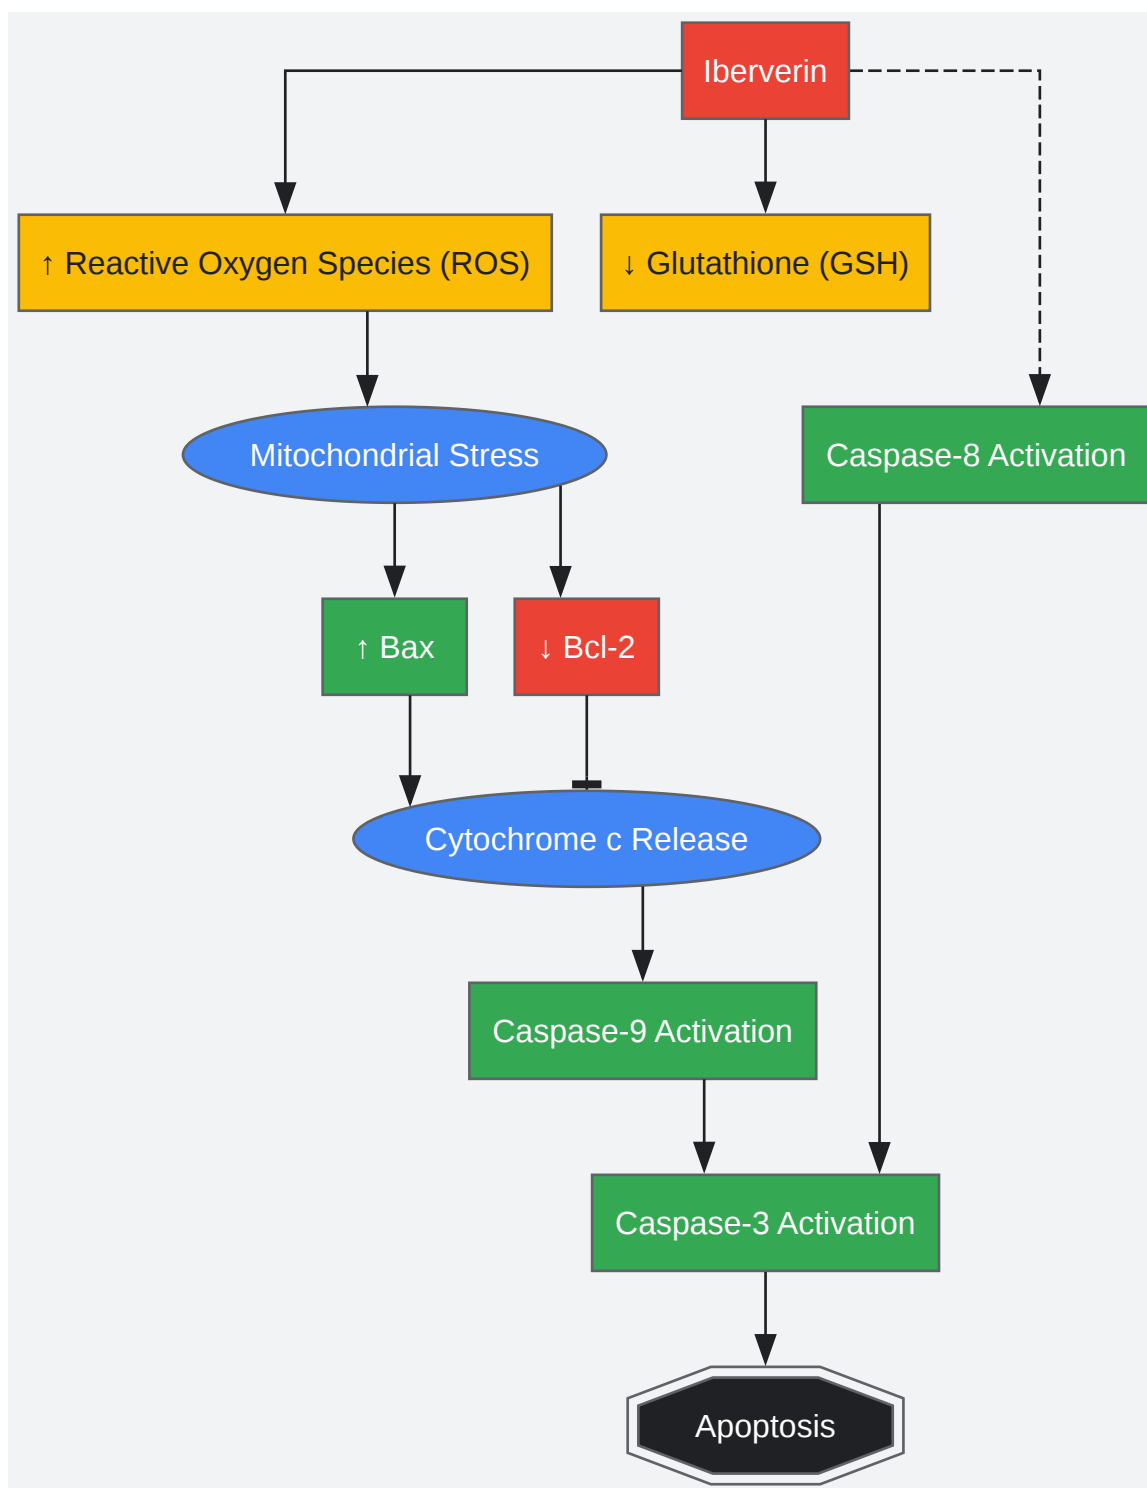 Iberverin
↑ Reactive Oxygen Species (ROS)
↓ Glutathione (GSH)
Mitochondrial Stress
Caspase-8 Activation
↑ Bax
↓ Bcl-2
Cytochrome c Release
Caspase-9 Activation
Caspase-3 Activation
Apoptosis